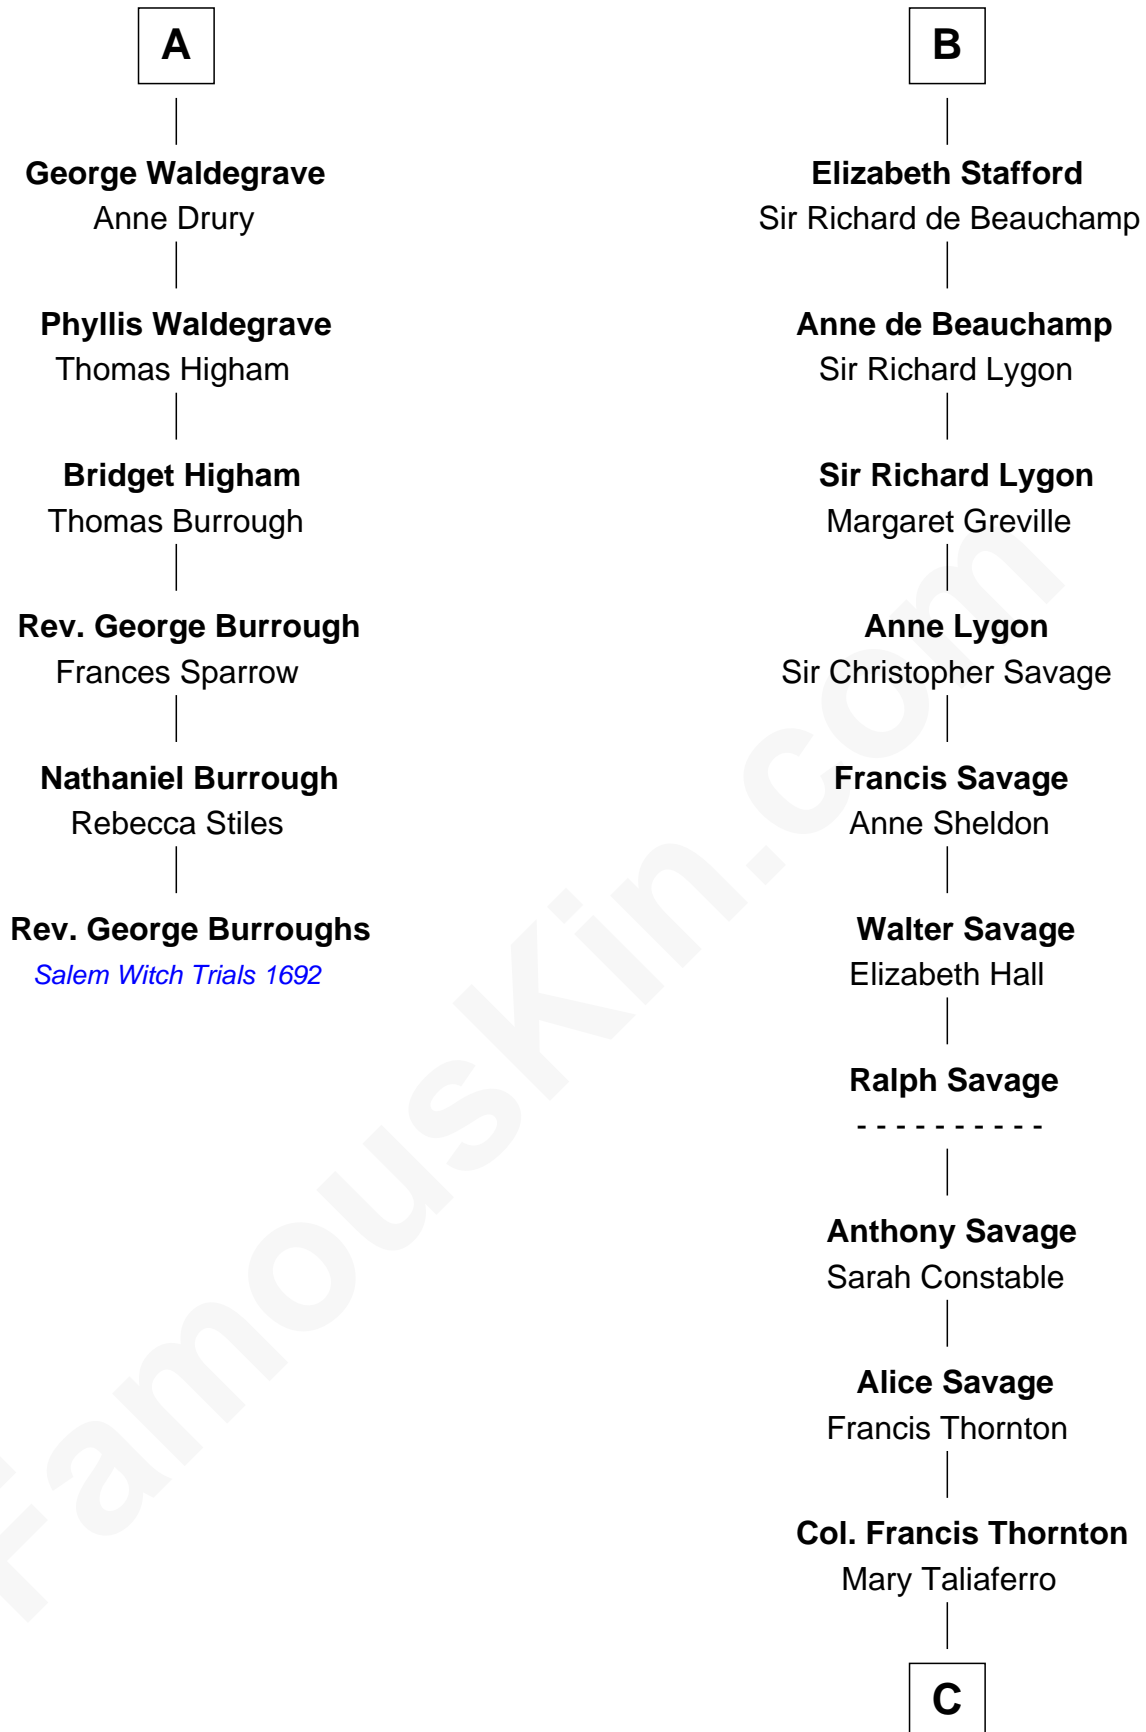 A
George Waldegrave
Anne Drury
Phyllis Waldegrave
Thomas Higham
Bridget Higham
Thomas Burrough
Rev. George Burrough
Frances Sparrow
Nathaniel Burrough
Rebecca Stiles
Rev. George Burroughs
Salem Witch Trials 1692
B
Elizabeth Stafford
Sir Richard de Beauchamp
Anne de Beauchamp
Sir Richard Lygon
Sir Richard Lygon
Margaret Greville
Anne Lygon
Sir Christopher Savage
Francis Savage
Anne Sheldon
Walter Savage
Elizabeth Hall
Ralph Savage
- - - - - - - - - -
Anthony Savage
Sarah Constable
Alice Savage
Francis Thornton
Col. Francis Thornton
Mary Taliaferro
C
FamousKin.com